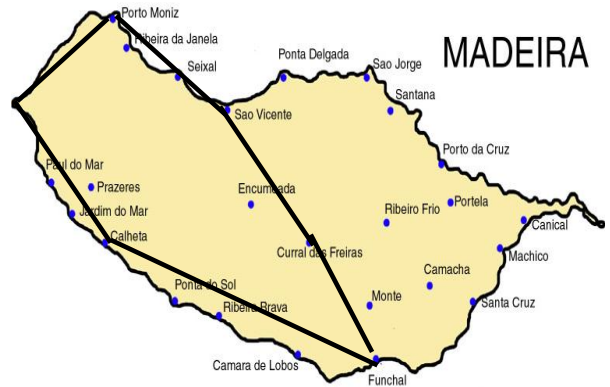 Porto Moniz
Ribeira da Janela
Seixal
Ponta Delgada
Sao Jorge
MADEIRA
Santana
Sao Vicente
Porto da Cruz
Paul do Mar
Prazeres
Encumeada
Portela
Jardim do Mar
Ribeiro Frio
Canical
Calheta
Curral das Freiras
Machico
Camacha
Ponta do Sol
Monte
Santa Cruz
Ribeira Brava
Camara de Lobos
Funchal